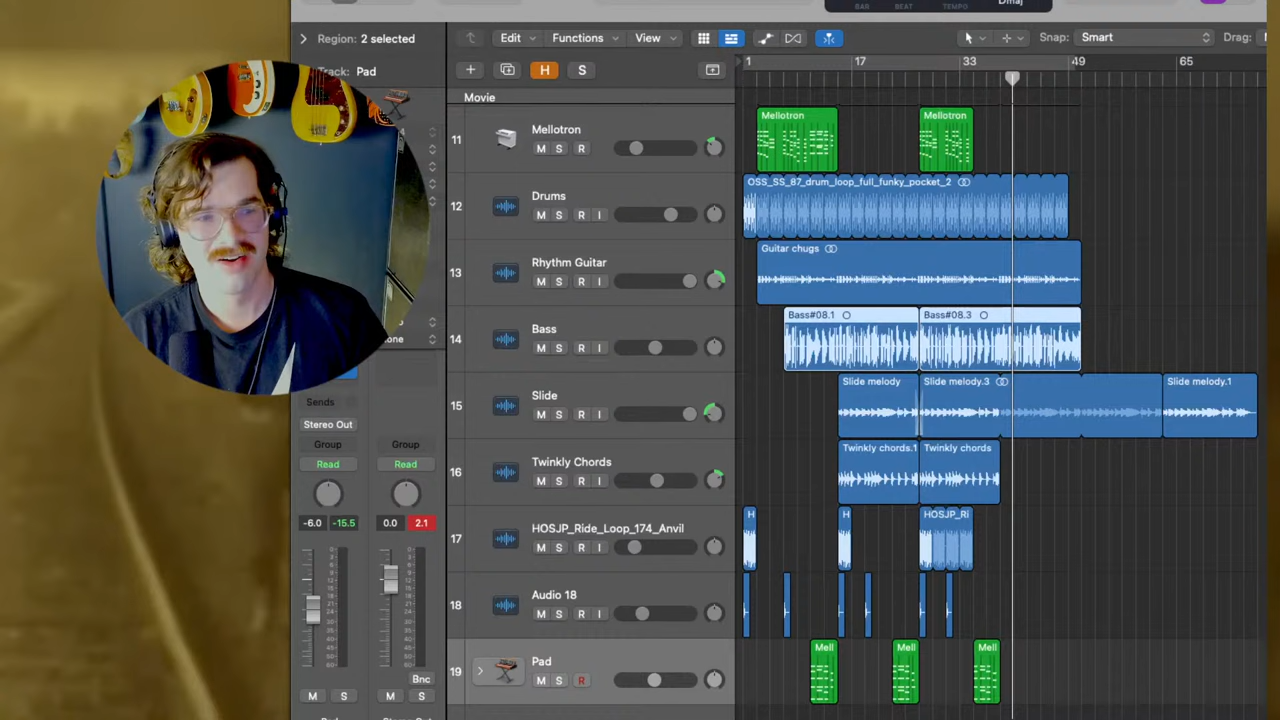 Dmaj
BAR BEAT TEMPO
Region: 2 selected
Edit Functions View Snap: Smart Drag:
Track: Pad
H S
1 17 33 49 65
Movie
11 Mellotron
M S R
Mellotron Mellotron
12 Drums
M S R I
OSS_SS_87_drum_loop_full_funky_pocket_2
13 Rhythm Guitar
M S R I
Guitar chugs
14 Bass
M S R I
Bass#08.1 Bass#08.3
15 Slide
M S R I
Slide melody Slide melody.3 Slide melody.1
16 Twinkly Chords
M S R I
Twinkly chords.1 Twinkly chords
17 HOSJP_Ride_Loop_174_Anvil
M S R I
H H HOSJP_Ri
18 Audio 18
M S R I
19 Pad
M S R
Mell Mell Mell
Sends
Stereo Out
Group Group
Read Read
-6.0 -15.5 0.0 2.1
Bnc
M S M S